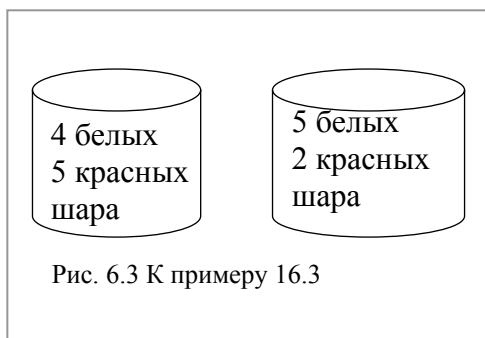 4 белых
5 красных
шара
5 белых
2 красных
шара
Рис. 6.3 К примеру 16.3